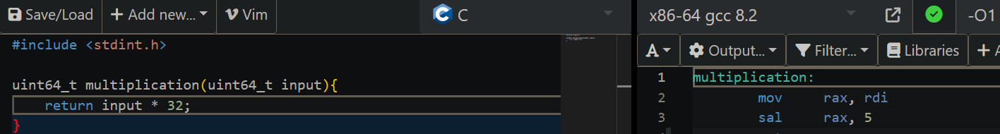 Save/Load + Add new... Vim C
#include <stdint.h>
uint64_t multiplication(uint64_t input){
    return input * 32;
}
x86-64 gcc 8.2 -O1
A Output... Filter... Libraries + A
1 multiplication:
2 mov rax, rdi
3 sal rax, 5